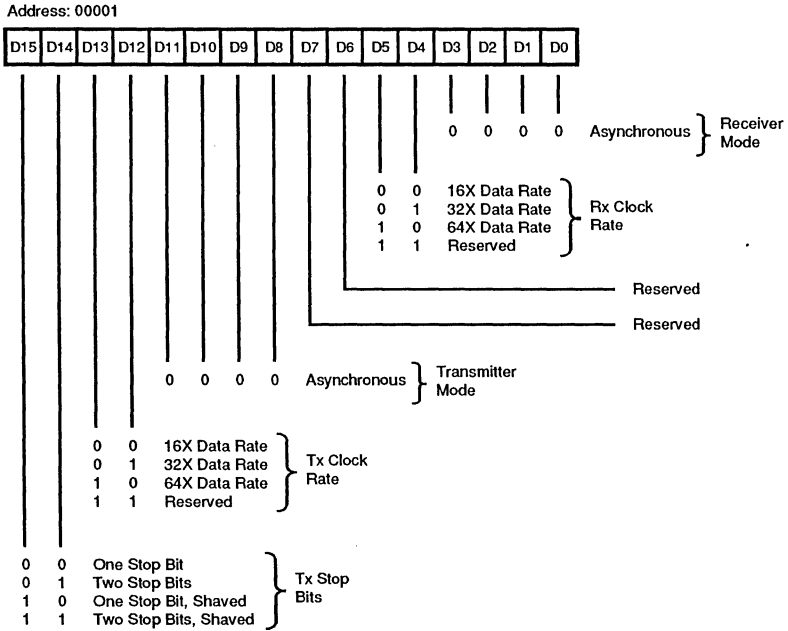 Address: 00001
D15 D14 D13 D12 D11 D10 D9 D8 D7 D6 D5 D4 D3 D2 D1 D0
0 0 0 0 Asynchronous
Receiver
Mode
0 0 16X Data Rate
0 1 32X Data Rate
1 0 64X Data Rate
1 1 Reserved
Rx Clock
Rate
Reserved
Reserved
0 0 0 0 Asynchronous
Transmitter
Mode
0 0 16X Data Rate
0 1 32X Data Rate
1 0 64X Data Rate
1 1 Reserved
Tx Clock
Rate
0 0 One Stop Bit
0 1 Two Stop Bits
1 0 One Stop Bit, Shaved
1 1 Two Stop Bits, Shaved
Tx Stop
Bits